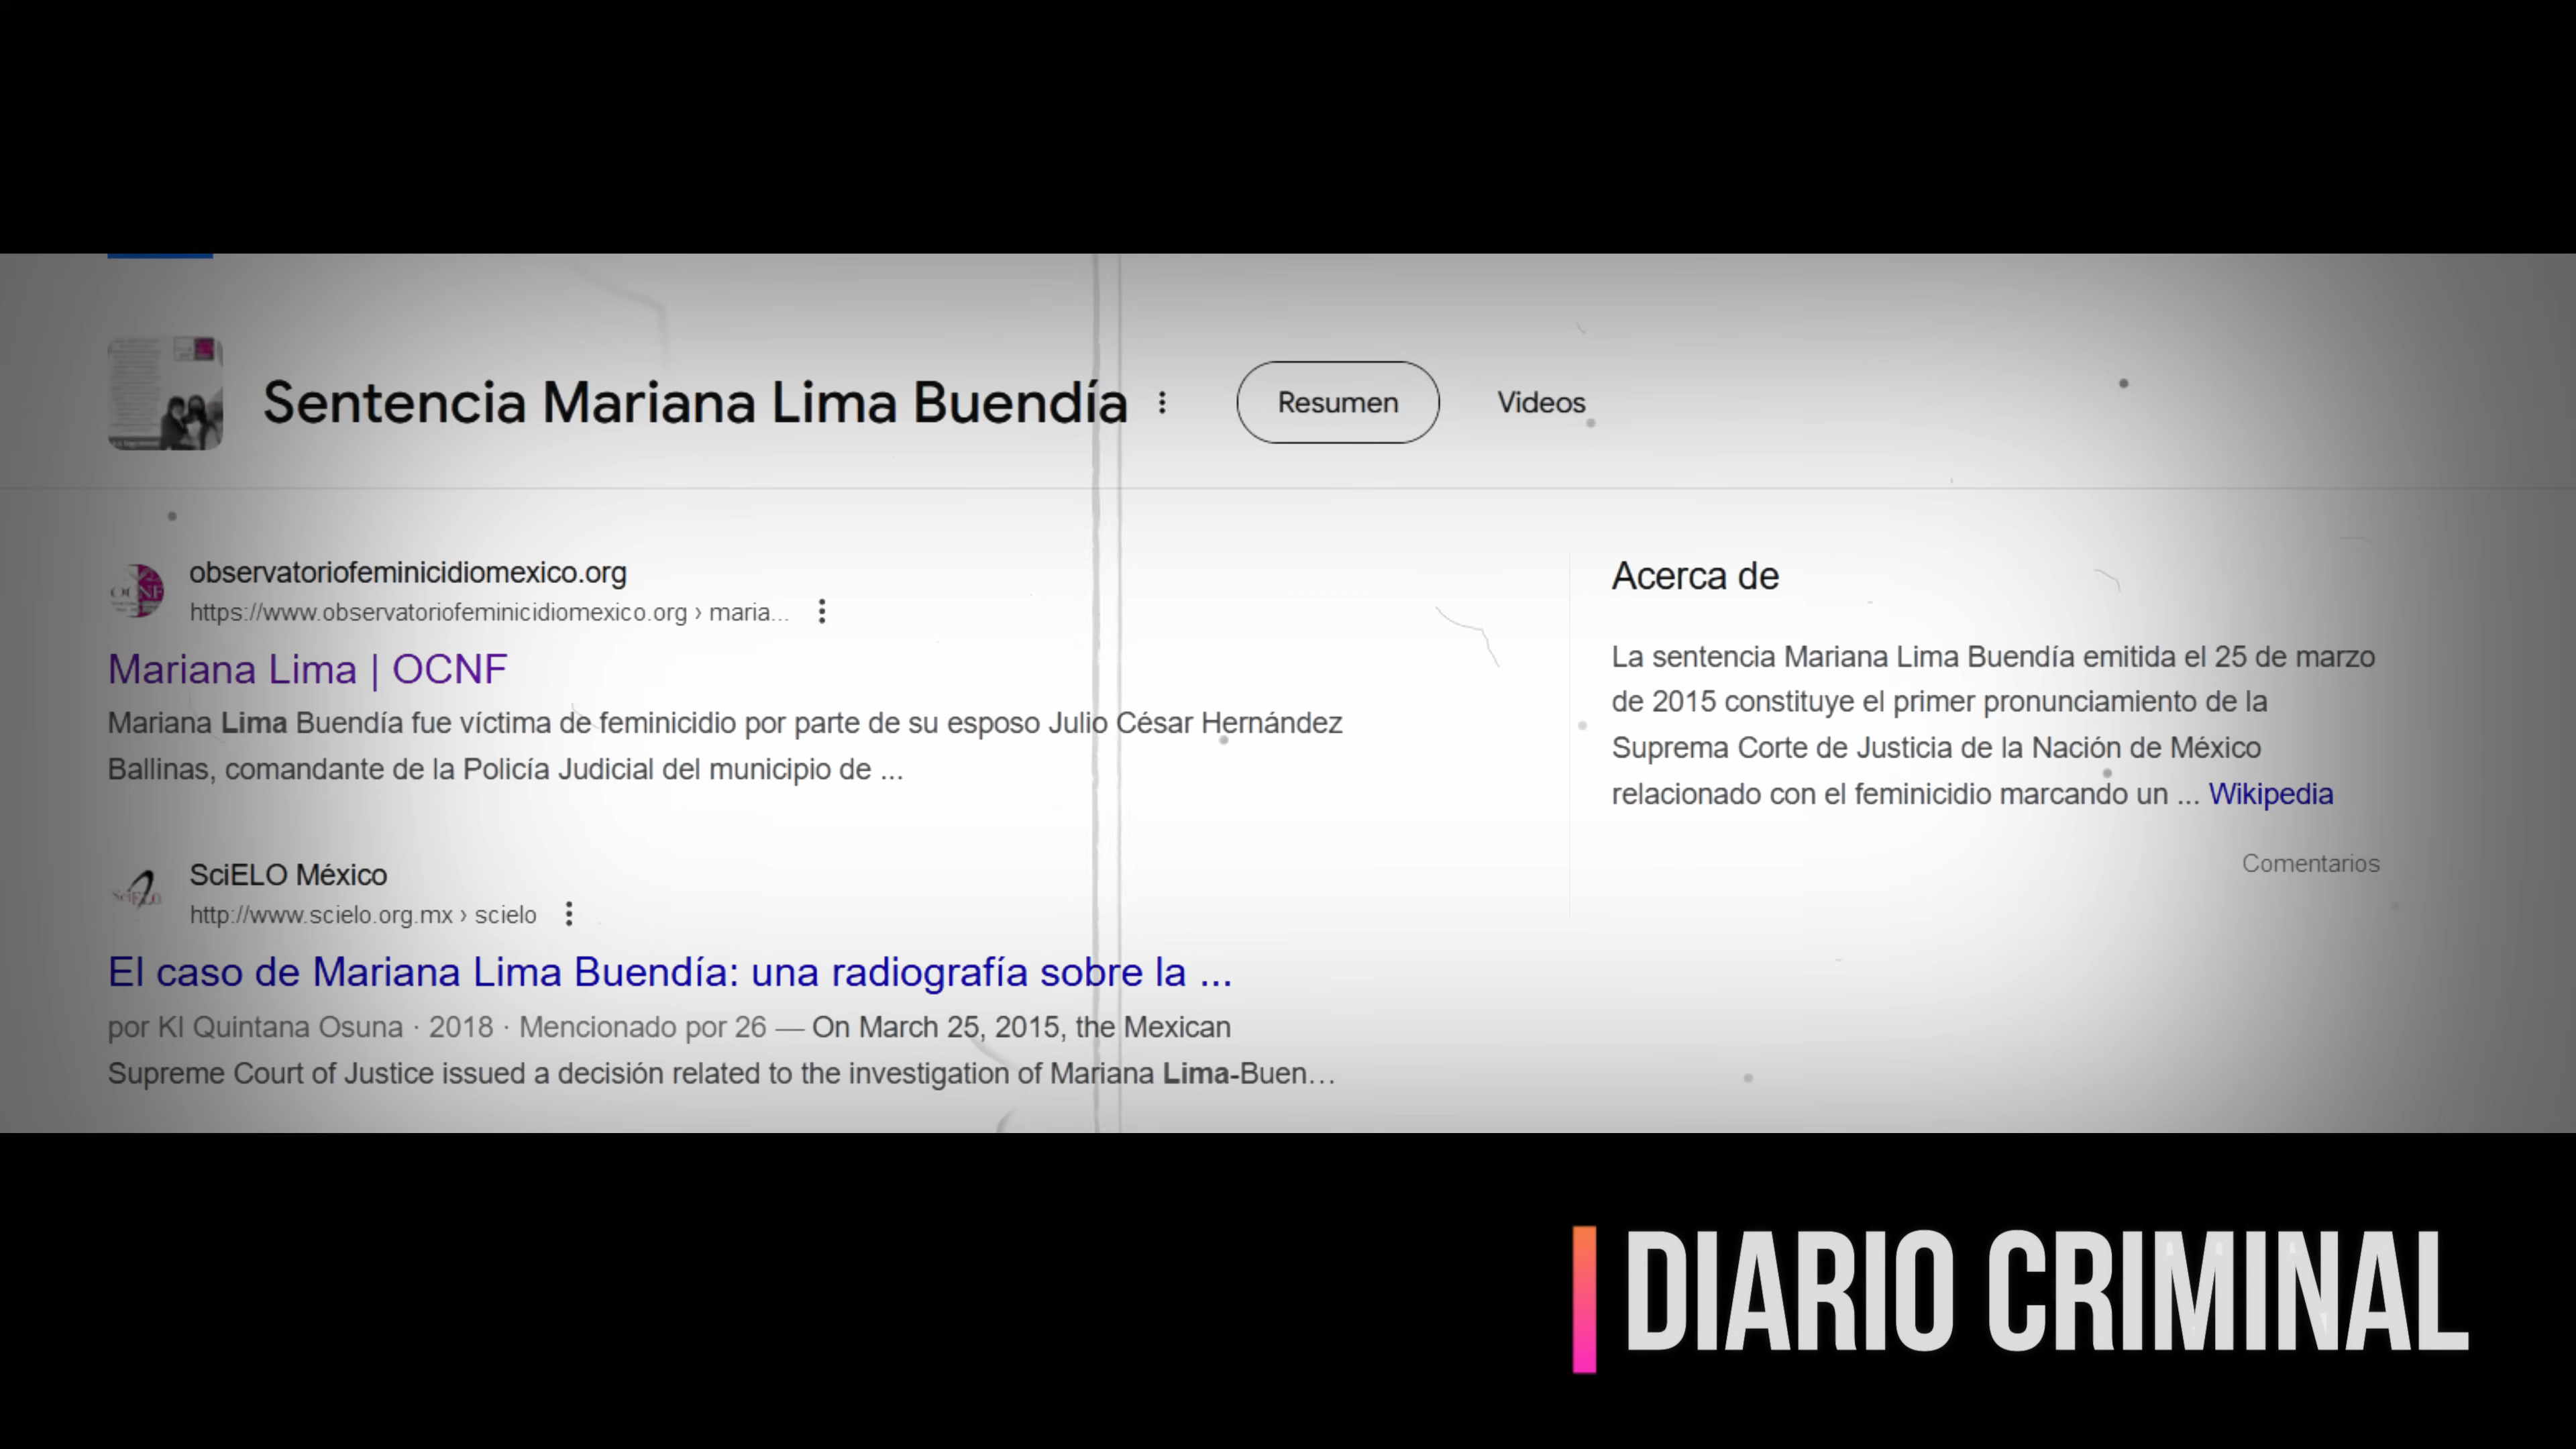 Sentencia Mariana Lima Buendía
Resumen
Videos
observatoriofeminicidiomexico.org
https://www.observatoriofeminicidiomexico.org › maria...
Mariana Lima | OCNF
Mariana Lima Buendía fue víctima de feminicidio por parte de su esposo Julio César Hernández
Ballinas, comandante de la Policía Judicial del municipio de ...
SciELO México
http://www.scielo.org.mx › scielo
El caso de Mariana Lima Buendía: una radiografía sobre la ...
por KI Quintana Osuna · 2018 · Mencionado por 26 — On March 25, 2015, the Mexican
Supreme Court of Justice issued a decisión related to the investigation of Mariana Lima-Buen...
Acerca de
La sentencia Mariana Lima Buendía emitida el 25 de marzo
de 2015 constituye el primer pronunciamiento de la
Suprema Corte de Justicia de la Nación de México
relacionado con el feminicidio marcando un ... Wikipedia
Comentarios
DIARIO CRIMINAL